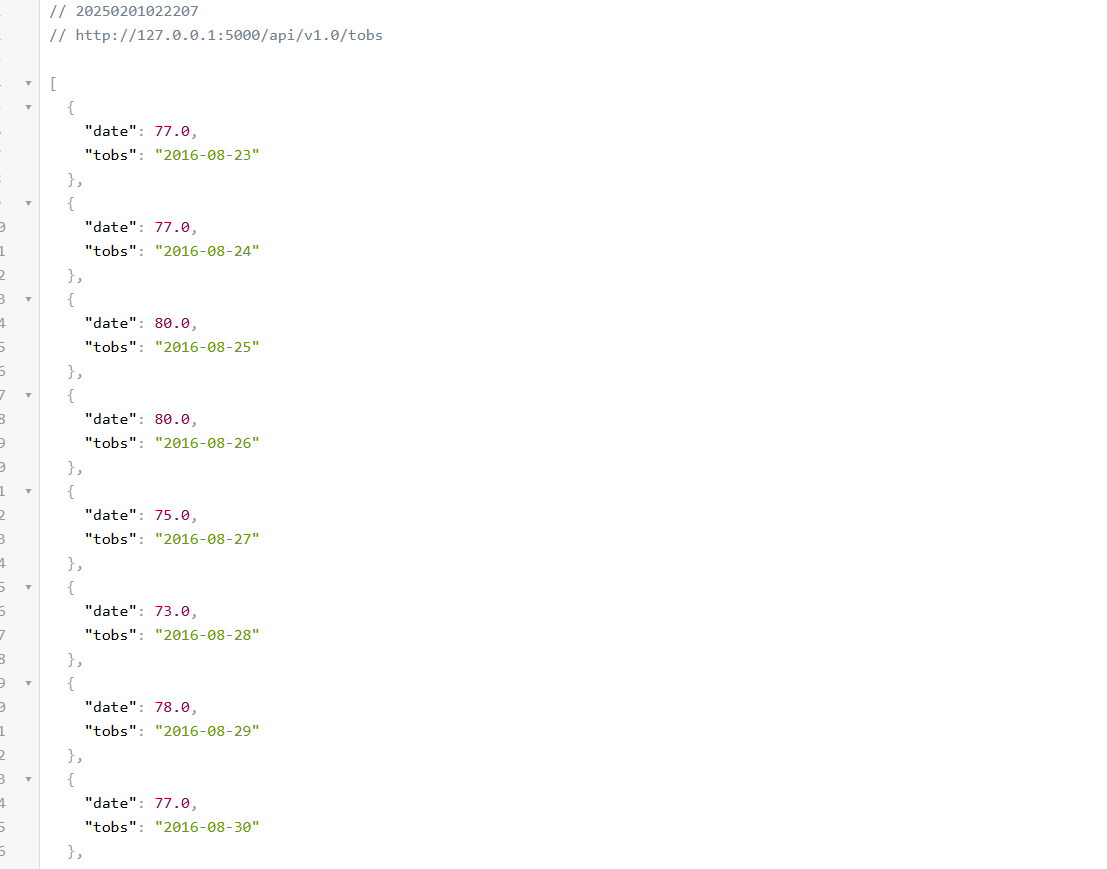 // 20250201022207
// http://127.0.0.1:5000/api/v1.0/tobs
[
{
"date": 77.0,
"tobs": "2016-08-23"
},
{
"date": 77.0,
"tobs": "2016-08-24"
},
{
"date": 80.0,
"tobs": "2016-08-25"
},
{
"date": 80.0,
"tobs": "2016-08-26"
},
{
"date": 75.0,
"tobs": "2016-08-27"
},
{
"date": 73.0,
"tobs": "2016-08-28"
},
{
"date": 78.0,
"tobs": "2016-08-29"
},
{
"date": 77.0,
"tobs": "2016-08-30"
},